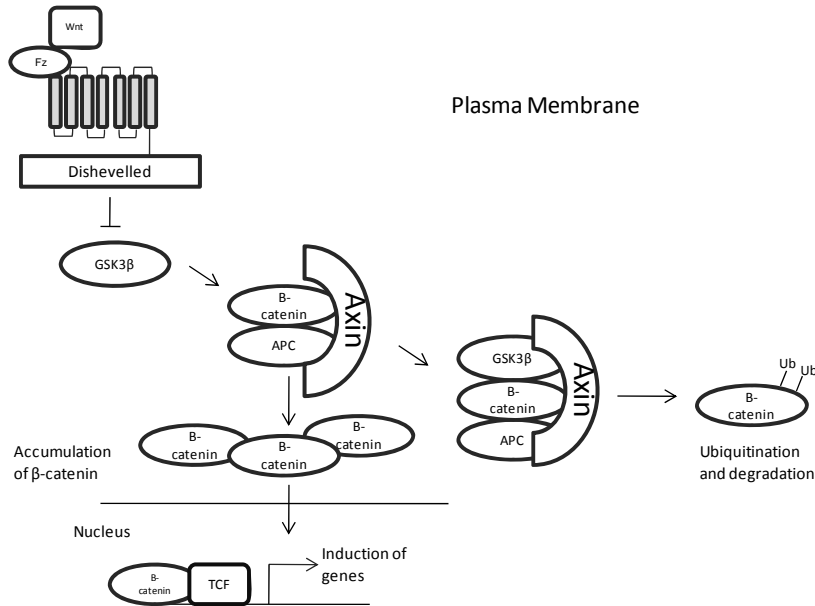 Wnt
Fz
Plasma Membrane
Dishevelled
GSK3β
B-
catenin
APC
Axin
GSK3β
B-
catenin
APC
Axin
Ub
Ub
B-
catenin
Ubiquitination
and degradation
Accumulation
of β-catenin
B-
catenin
B-
catenin
B-
catenin
Nucleus
B-
catenin
TCF
Induction of
genes